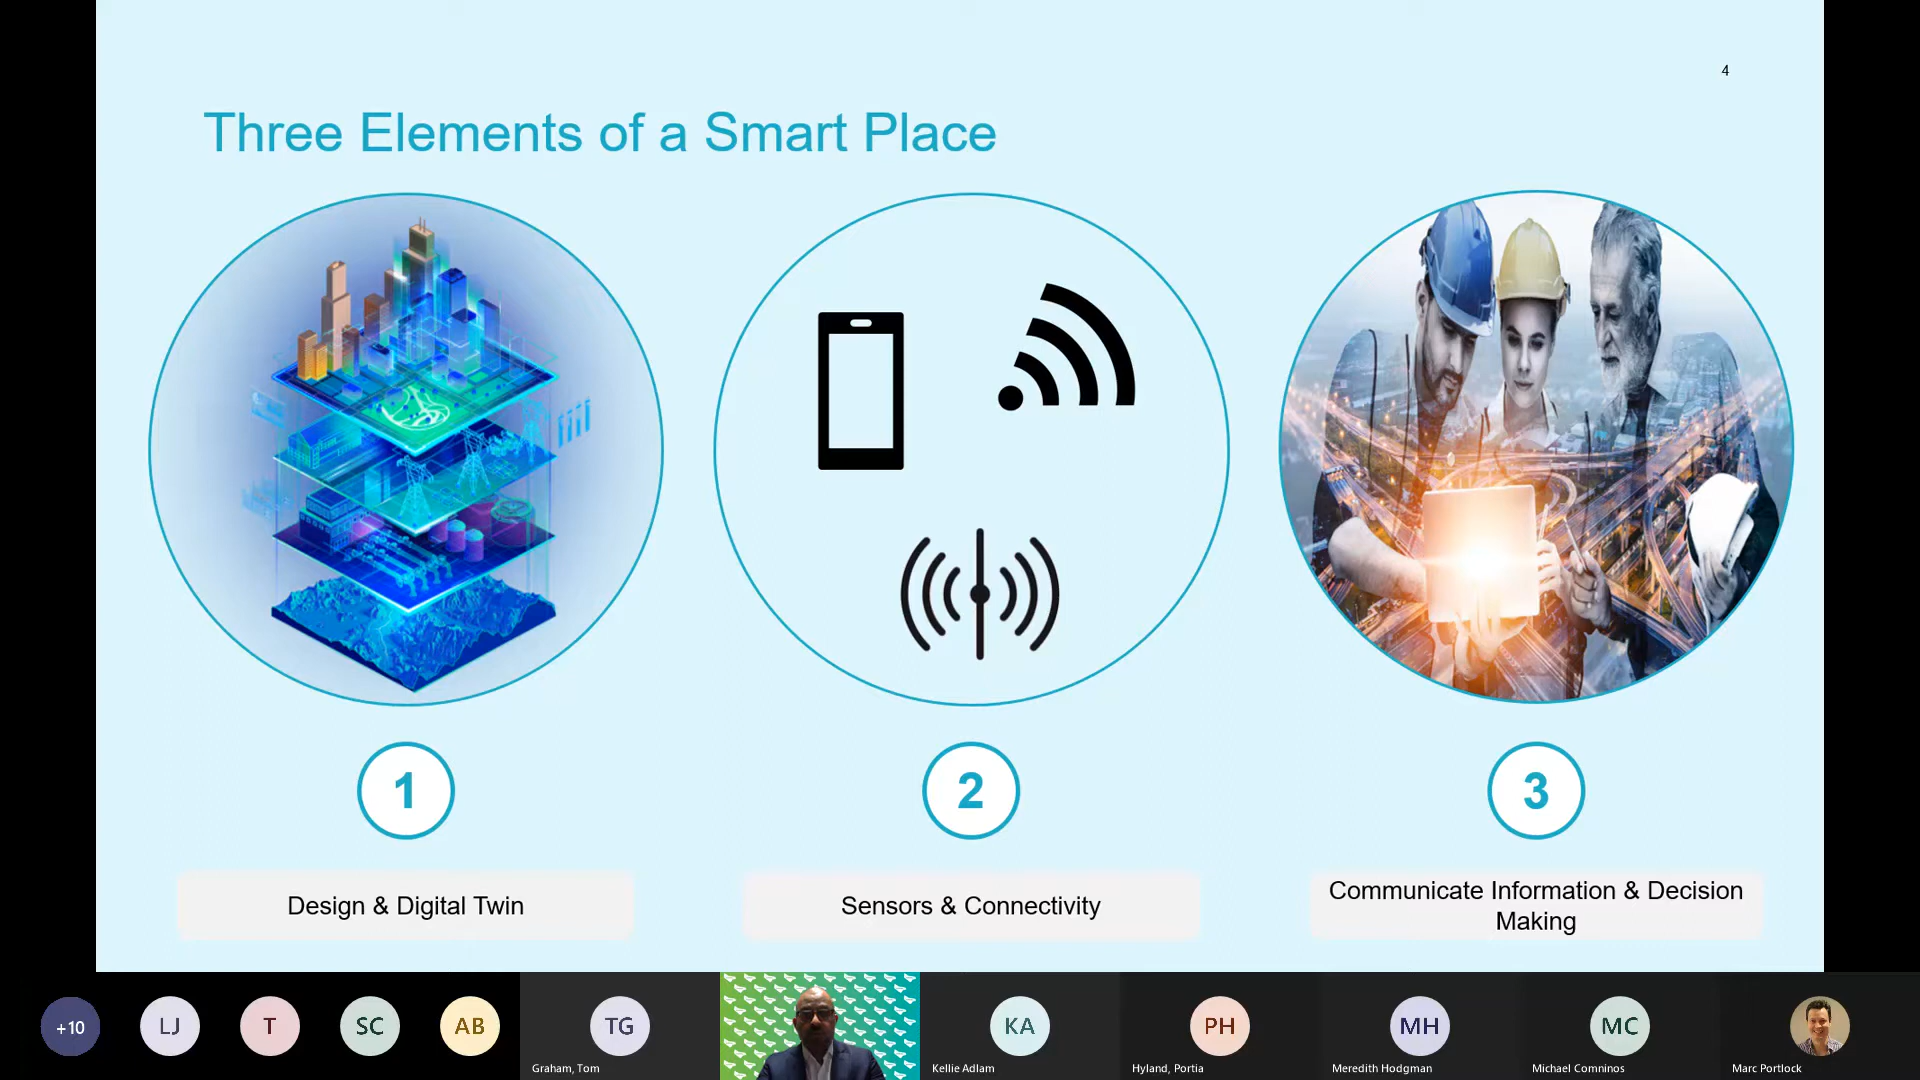 4
Three Elements of a Smart Place
1
2
3
Design & Digital Twin
Sensors & Connectivity
Communicate Information & Decision
Making
+10
LJ
T
SC
AB
TG
Graham, Tom
KA
Kellie Adlam
PH
Hyland, Portia
MH
Meredith Hodgman
MC
Michael Comninos
Marc Portlock